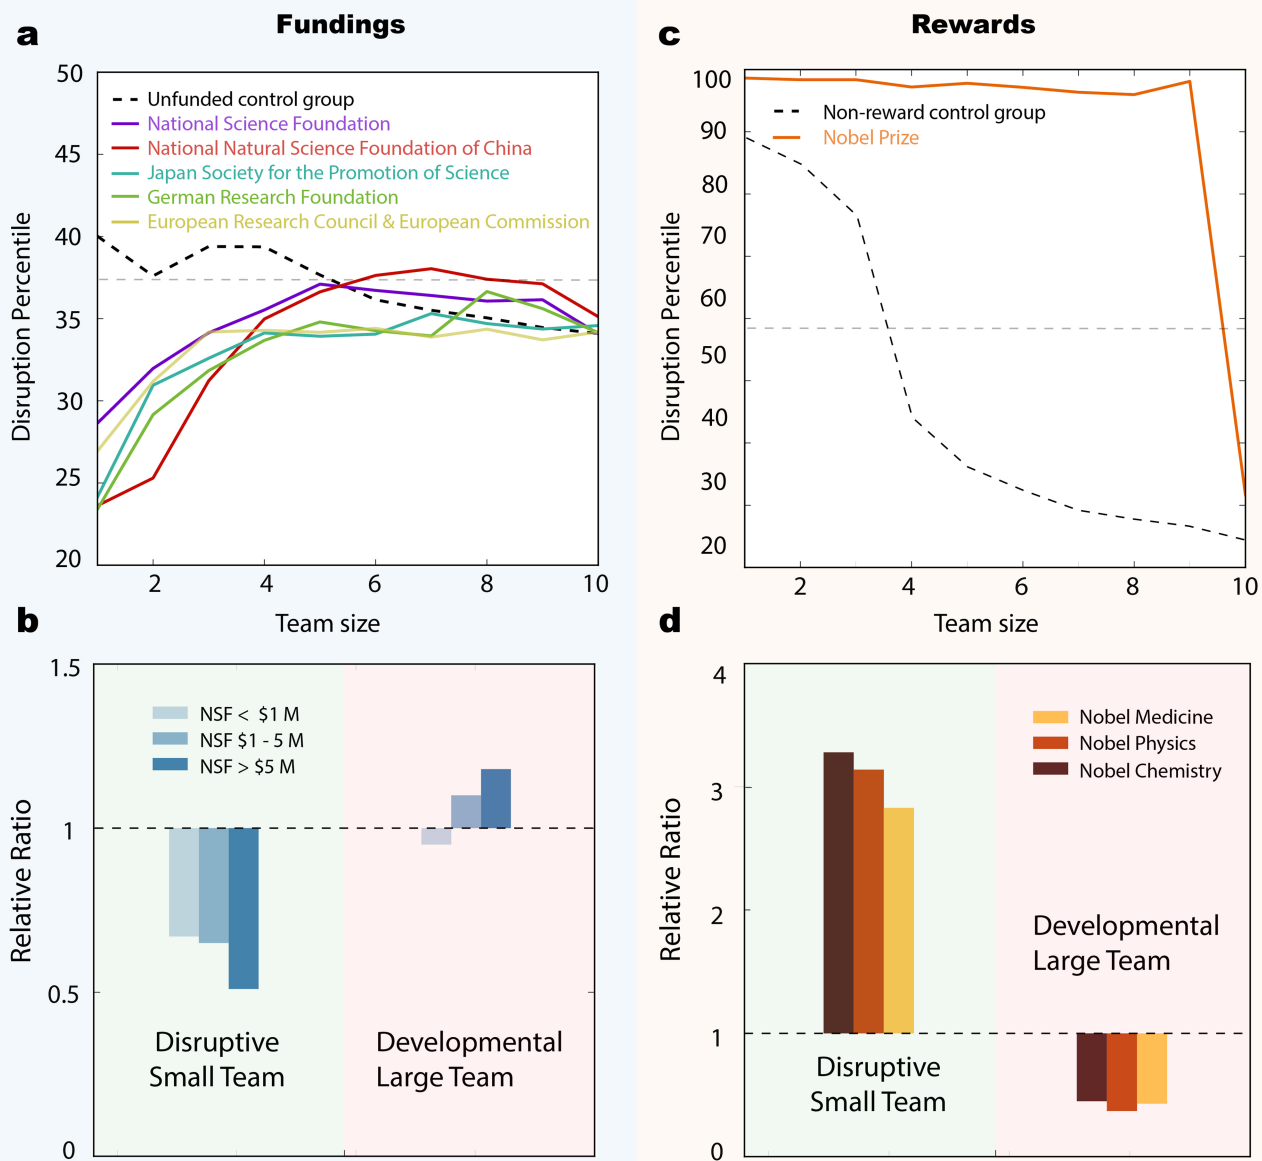 a
Fundings
50
45
40
35
30
25
20
Disruption Percentile
Unfunded control group
National Science Foundation
National Natural Science Foundation of China
Japan Society for the Promotion of Science
German Research Foundation
European Research Council & European Commission
2 4 6 8 10
Team size
c
Rewards
100
90
80
70
60
50
40
30
20
Disruption Percentile
Non-reward control group
Nobel Prize
2 4 6 8 10
Team size
b
1.5
1
0.5
0
Relative Ratio
NSF < $1 M
NSF $1 - 5 M
NSF > $5 M
Disruptive
Small Team
Developmental
Large Team
d
4
3
2
1
0
Relative Ratio
Nobel Medicine
Nobel Physics
Nobel Chemistry
Developmental
Large Team
Disruptive
Small Team